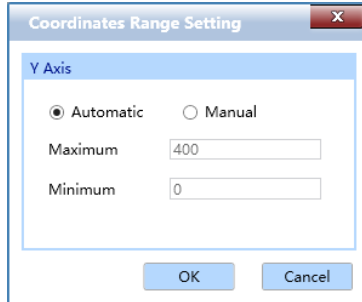 Coordinates Range Setting
x
Y Axis
Automatic Manual
Maximum 400
Minimum 0
OK Cancel